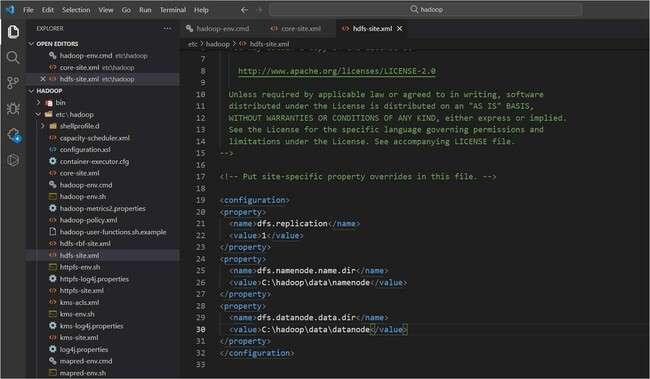 File Edit Selection View Go Run Terminal Help
hadoop
EXPLORER
OPEN EDITORS
hadoop-env.cmd etc\hadoop
core-site.xml etc\hadoop
hdfs-site.xml etc\hadoop
HADOOP
bin
etc\hadoop
shellprofile.d
capacity-scheduler.xml
configuration.xsl
container-executor.cfg
core-site.xml
hadoop-env.cmd
hadoop-env.sh
hadoop-metrics2.properties
hadoop-policy.xml
hadoop-user-functions.sh.example
hdfs-rbf-site.xml
hdfs-site.xml
httpfs-env.sh
httpfs-log4j.properties
httpfs-site.xml
kms-acls.xml
kms-env.sh
kms-log4j.properties
kms-site.xml
log4j.properties
mapred-env.cmd
mapred-env.sh
hadoop-env.cmd core-site.xml hdfs-site.xml
etc > hadoop > hdfs-site.xml
7
8 http://www.apache.org/licenses/LICENSE-2.0
9
10 Unless required by applicable law or agreed to in writing, software
11 distributed under the License is distributed on an "AS IS" BASIS,
12 WITHOUT WARRANTIES OR CONDITIONS OF ANY KIND, either express or implied.
13 See the License for the specific language governing permissions and
14 limitations under the License. See accompanying LICENSE file.
15 -->
16
17 <!-- Put site-specific property overrides in this file. -->
18
19 <configuration>
20 <property>
21 <name>dfs.replication</name>
22 <value>1</value>
23 </property>
24 <property>
25 <name>dfs.namenode.name.dir</name>
26 <value>C:\hadoop\data\namenode</value>
27 </property>
28 <property>
29 <name>dfs.datanode.data.dir</name>
30 <value>C:\hadoop\data\datanode</value>
31 </property>
32 </configuration>
33